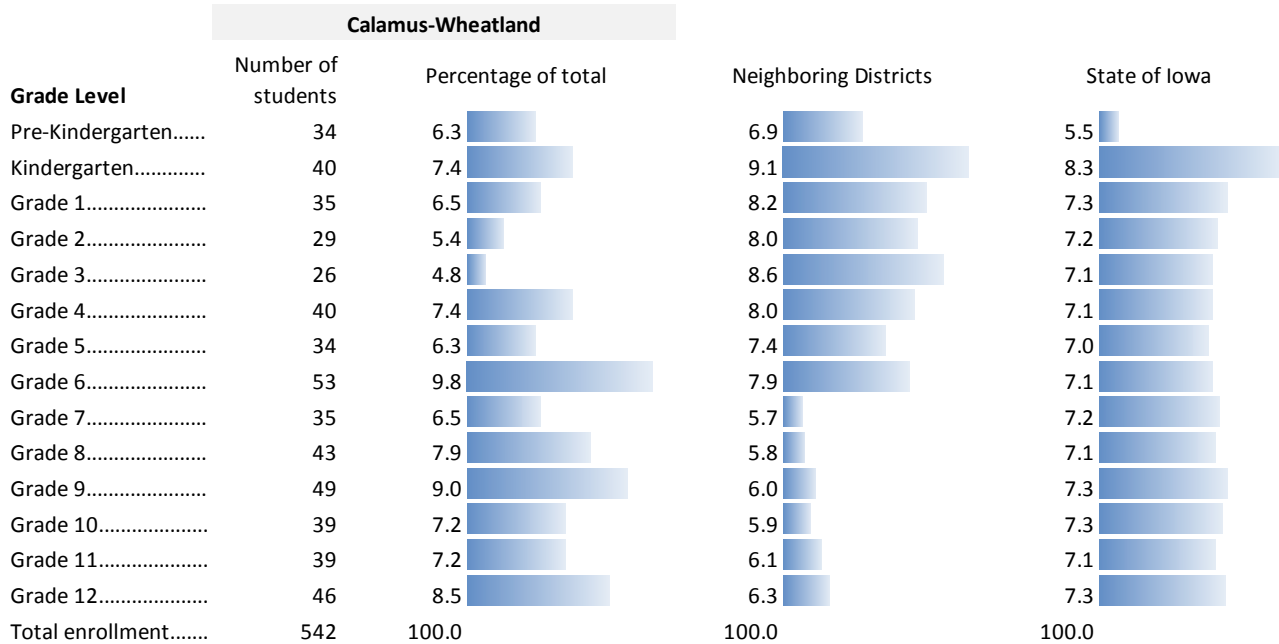 Calamus-Wheatland
Number of students Percentage of total Neighboring Districts State of Iowa
Grade Level
Pre-Kindergarten...... 34 6.3 6.9 5.5
Kindergarten............. 40 7.4 9.1 8.3
Grade 1...................... 35 6.5 8.2 7.3
Grade 2...................... 29 5.4 8.0 7.2
Grade 3...................... 26 4.8 8.6 7.1
Grade 4...................... 40 7.4 8.0 7.1
Grade 5...................... 34 6.3 7.4 7.0
Grade 6...................... 53 9.8 7.9 7.1
Grade 7...................... 35 6.5 5.7 7.2
Grade 8...................... 43 7.9 5.8 7.1
Grade 9...................... 49 9.0 6.0 7.3
Grade 10.................... 39 7.2 5.9 7.3
Grade 11.................... 39 7.2 6.1 7.1
Grade 12.................... 46 8.5 6.3 7.3
Total enrollment....... 542 100.0 100.0 100.0